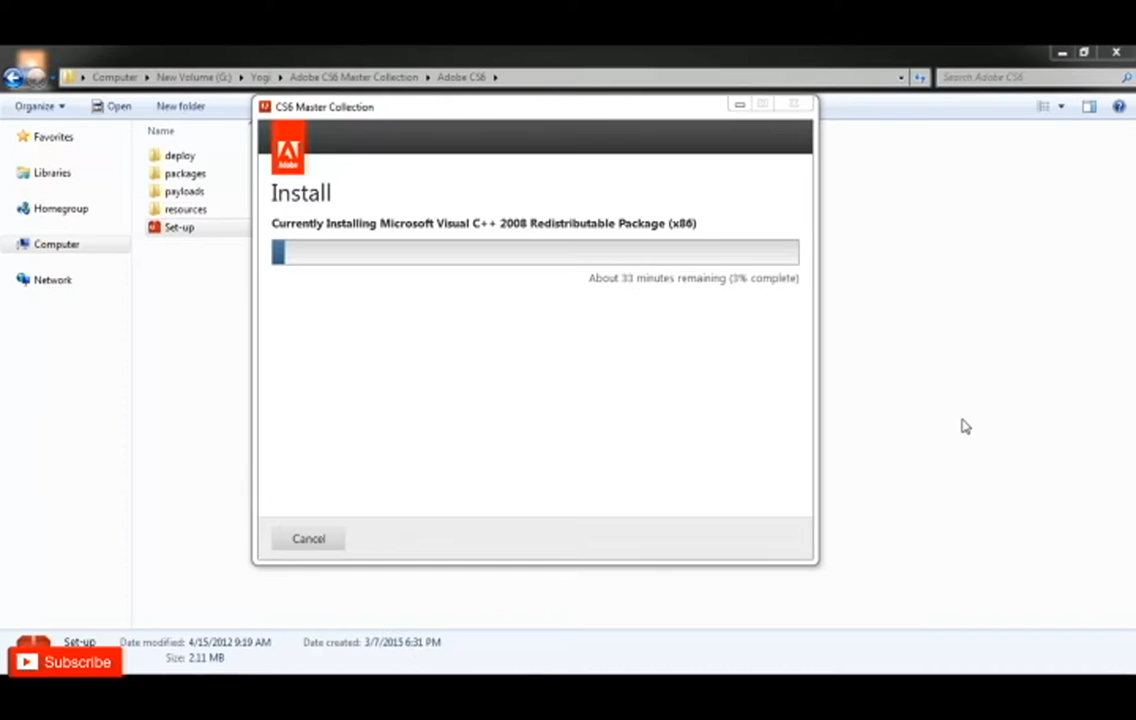 Computer ▸ New Volume (G:) ▸ Yogi ▸ Adobe CS6 Master Collection ▸ Adobe CS6 ▸
Search Adobe CS6
Organize ▾ Open New folder
CS6 Master Collection
Favorites
Libraries
Homegroup
Computer
Network
Name
deploy
packages
payloads
resources
Set-up
Adobe
Install
Currently Installing Microsoft Visual C++ 2008 Redistributable Package (x86)
About 33 minutes remaining (3% complete)
Cancel
Set-up Date modified: 4/15/2012 9:19 AM Date created: 3/7/2015 6:31 PM
Size: 2.11 MB
Subscribe